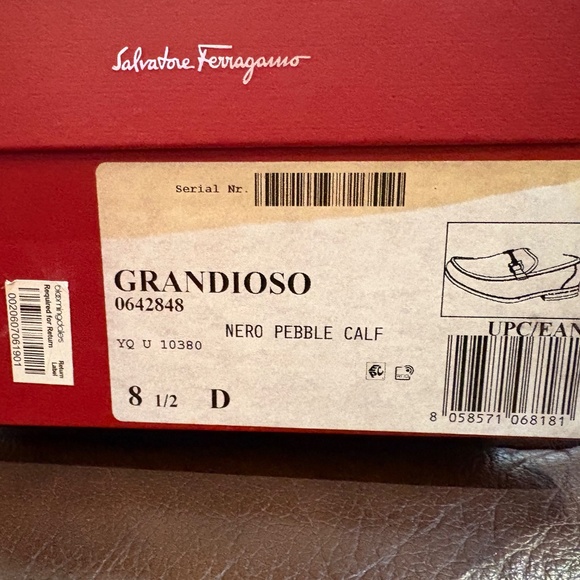 Salvatore Ferragamo
Serial Nr.
GRANDIOSO
0642848
NERO PEBBLE CALF
YQ U 10380
8 1/2 D
UPC/EAN
8 058571 068181
bloomingdales
Required for Return
Return
Label
0020607061901